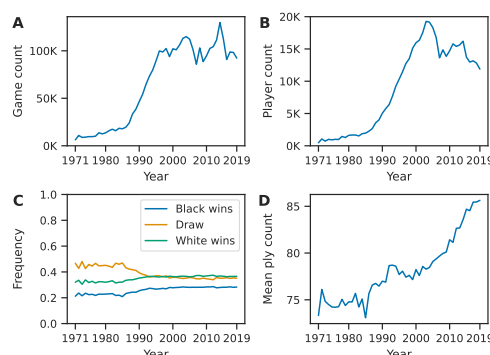 A
Game count
100K
50K
0K
1971 1980 1990 2000 2010 2019
Year
B
Player count
20K
15K
10K
5K
0K
1971 1980 1990 2000 2010 2019
Year
C
Frequency
1.0
0.8
0.6
0.4
0.2
0.0
Black wins
Draw
White wins
1971 1980 1990 2000 2010 2019
Year
D
Mean ply count
85
80
75
1971 1980 1990 2000 2010 2019
Year